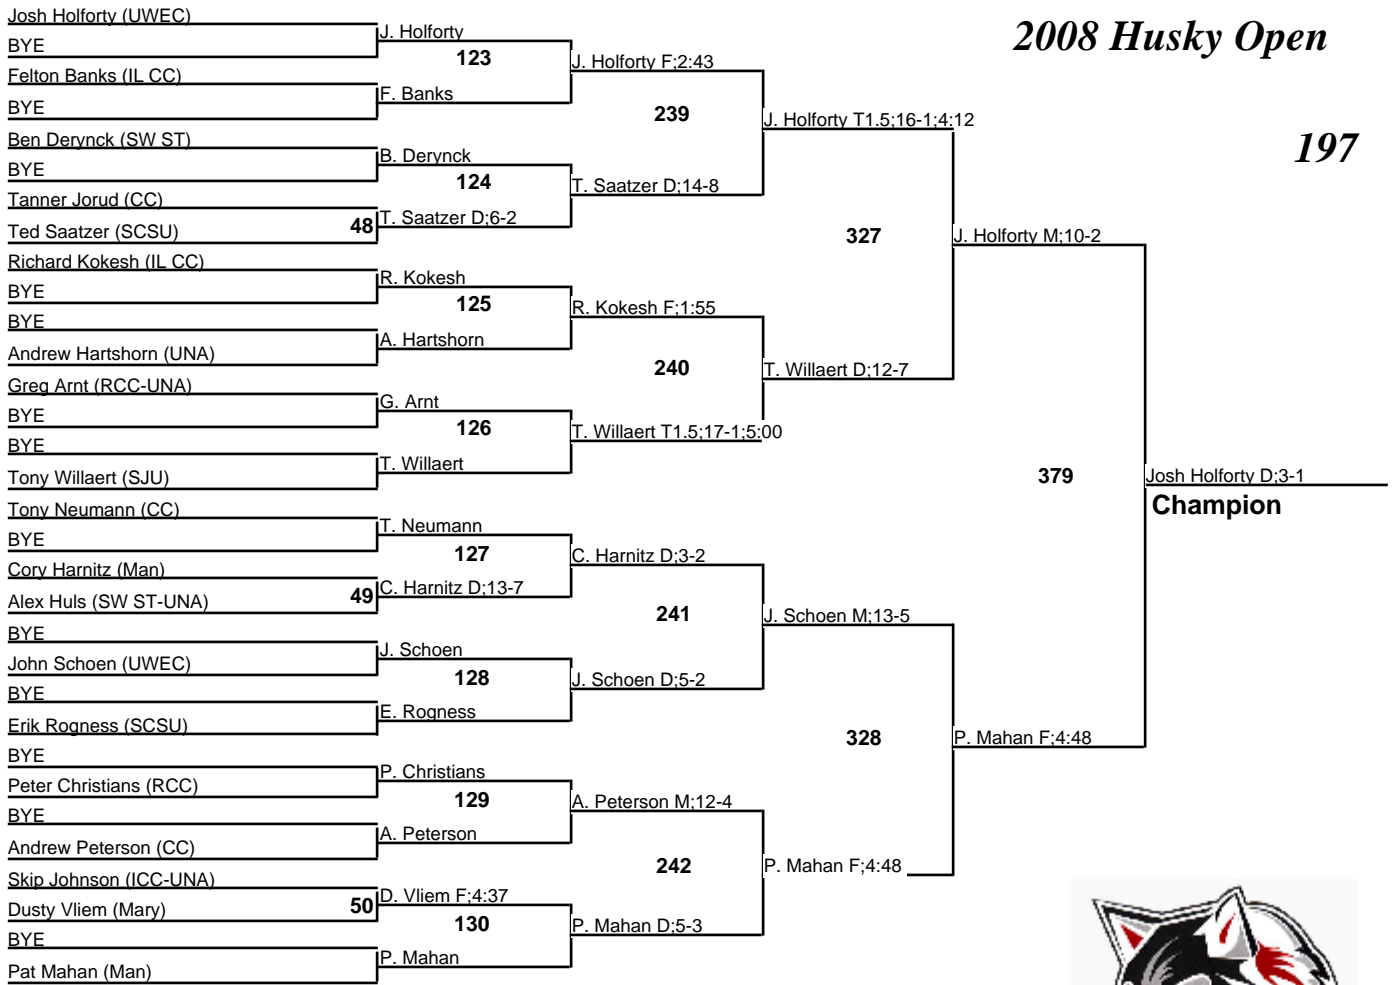 2008 Husky Open
197
Josh Holforty (UWEC)
BYE
Felton Banks (IL CC)
BYE
Ben Derynck (SW ST)
BYE
Tanner Jorud (CC)
Ted Saatzer (SCSU)
Richard Kokesh (IL CC)
BYE
BYE
Andrew Hartshorn (UNA)
Greg Arnt (RCC-UNA)
BYE
BYE
Tony Willaert (SJU)
Tony Neumann (CC)
BYE
Cory Harnitz (Man)
Alex Huls (SW ST-UNA)
BYE
John Schoen (UWEC)
BYE
Erik Rogness (SCSU)
BYE
Peter Christians (RCC)
BYE
Andrew Peterson (CC)
Skip Johnson (ICC-UNA)
Dusty Vliem (Mary)
BYE
Pat Mahan (Man)
48
49
50
J. Holforty
123
F. Banks
B. Derynck
124
T. Saatzer D;6-2
R. Kokesh
125
A. Hartshorn
G. Arnt
126
T. Willaert
T. Neumann
127
C. Harnitz D;13-7
J. Schoen
128
E. Rogness
P. Christians
129
A. Peterson
D. Vliem F;4:37
130
P. Mahan
J. Holforty F;2:43
239
T. Saatzer D;14-8
R. Kokesh F;1:55
240
T. Willaert T1.5;17-1;5:00
C. Harnitz D;3-2
241
J. Schoen D;5-2
A. Peterson M;12-4
242
P. Mahan D;5-3
J. Holforty T1.5;16-1;4:12
327
T. Willaert D;12-7
J. Schoen M;13-5
328
P. Mahan F;4:48
J. Holforty M;10-2
379
P. Mahan F;4:48
Josh Holforty D;3-1
Champion